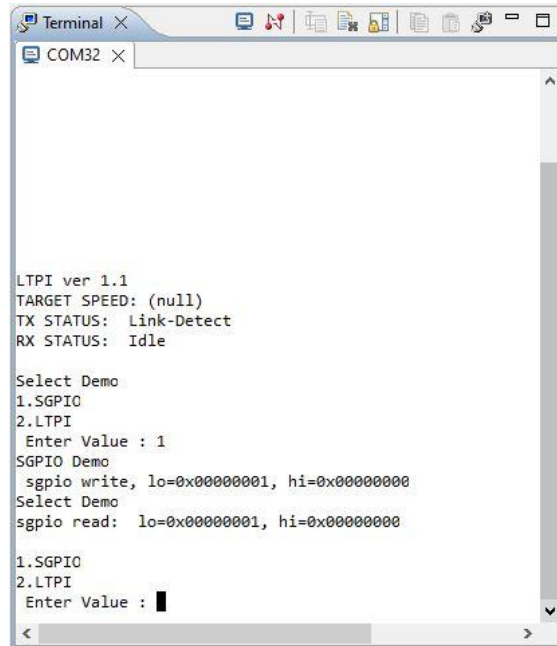 Terminal
COM32
LTPI ver 1.1
TARGET SPEED: (null)
TX STATUS:  Link-Detect
RX STATUS:  Idle
Select Demo
1.SGPIO
2.LTPI
Enter Value : 1
SGPIO Demo
sgpio write, lo=0x00000001, hi=0x00000000
Select Demo
sgpio read:  lo=0x00000001, hi=0x00000000
1.SGPIO
2.LTPI
Enter Value :